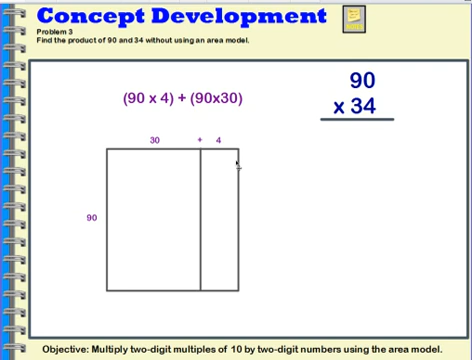 Concept Development
Problem 3
Find the product of 90 and 34 without using an area model.
(90 x 4) + (90x30)
90
x 34
30 + 4
90
Objective: Multiply two-digit multiples of 10 by two-digit numbers using the area model.